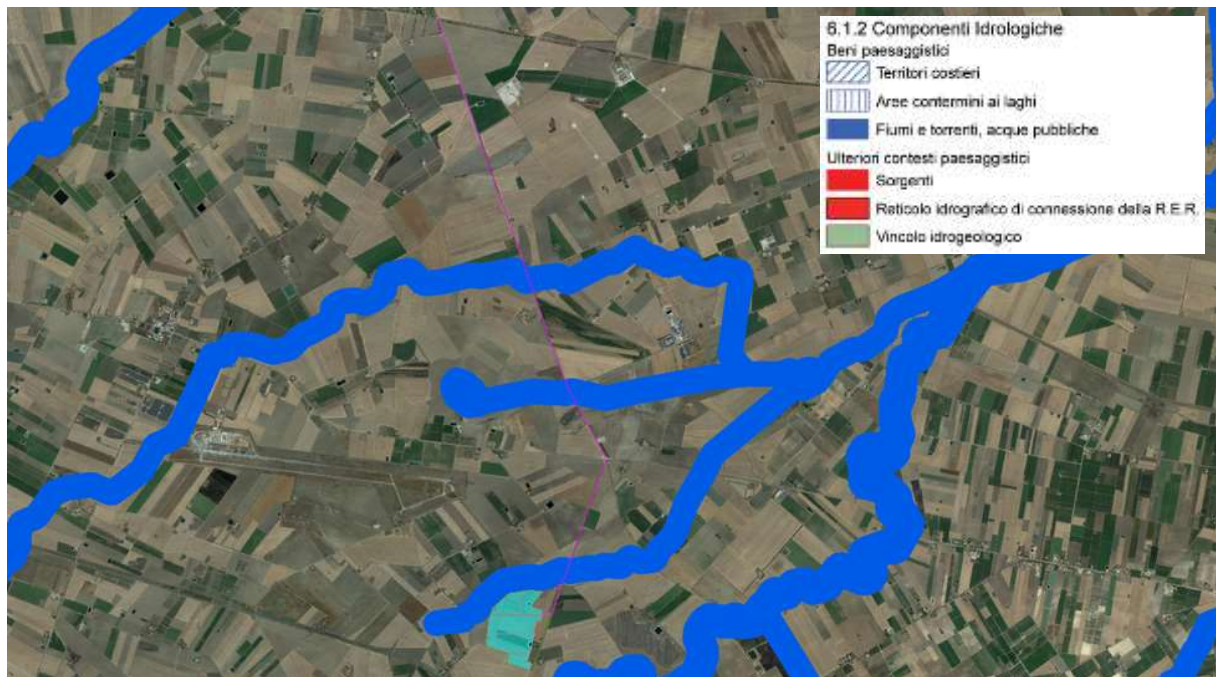 6.1.2 Componenti Idrologiche
Beni paesaggistici
Territori costieri
Aree contermini ai laghi
Fiumi e torrenti, acque pubbliche
Ulteriori contesti paesaggistici
Sorgenti
Reticolo idrografico di connessione della R.E.R.
Vincolo idrogeologico